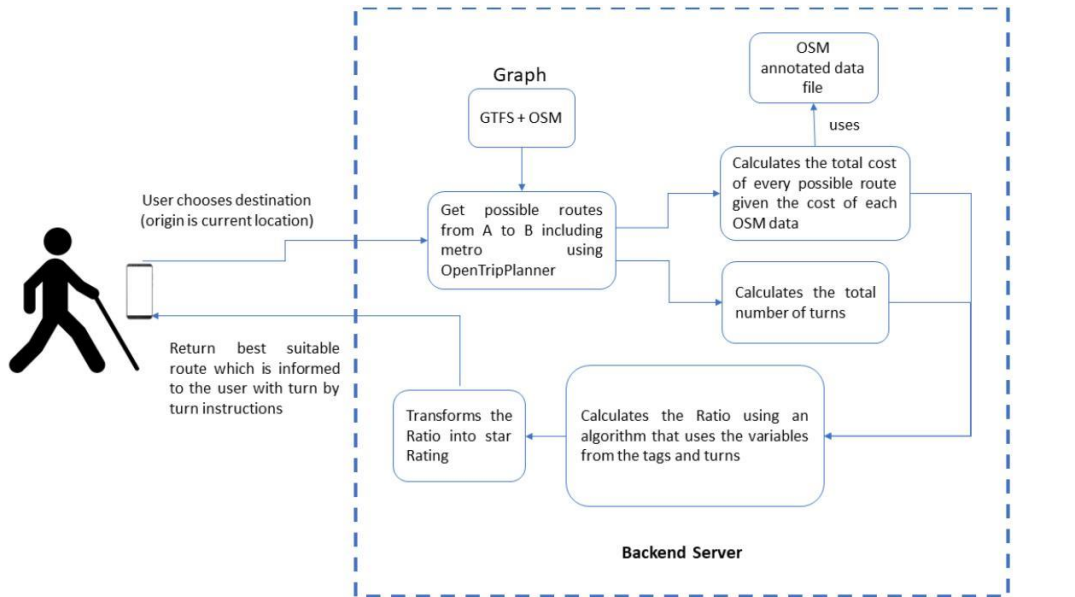 Graph
GTFS + OSM
OSM
annotated data
file
uses
User chooses destination
(origin is current location)
Get possible routes
from A to B including
metro using
OpenTripPlanner
Calculates the total cost
of every possible route
given the cost of each
OSM data
Calculates the total
number of turns
Return best suitable
route which is informed
to the user with turn by
turn instructions
Transforms the
Ratio into star
Rating
Calculates the Ratio using an
algorithm that uses the variables
from the tags and turns
Backend Server